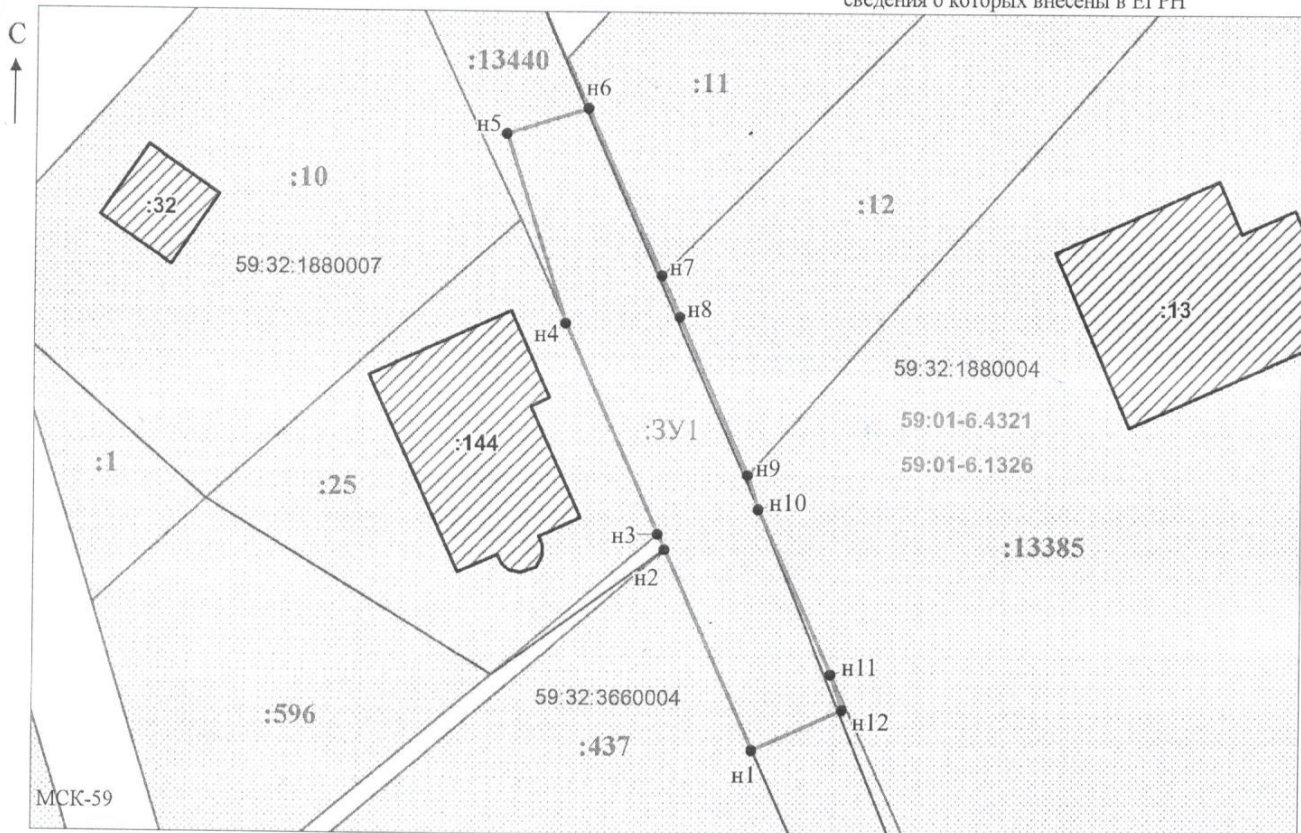 сведения о которых внесены в ЕГРН
С
:13440
н6
:11
н5
:10
:32
:12
59:32:1880007
н7
н8
н4
:13
59:32:1880004
:ЗУ1
59:01-6.4321
:144
:1
59:01-6.1326
:25
н9
н10
н3
:13385
н2
н11
59:32:3660004
:596
н12
:437
н1
МСК-59